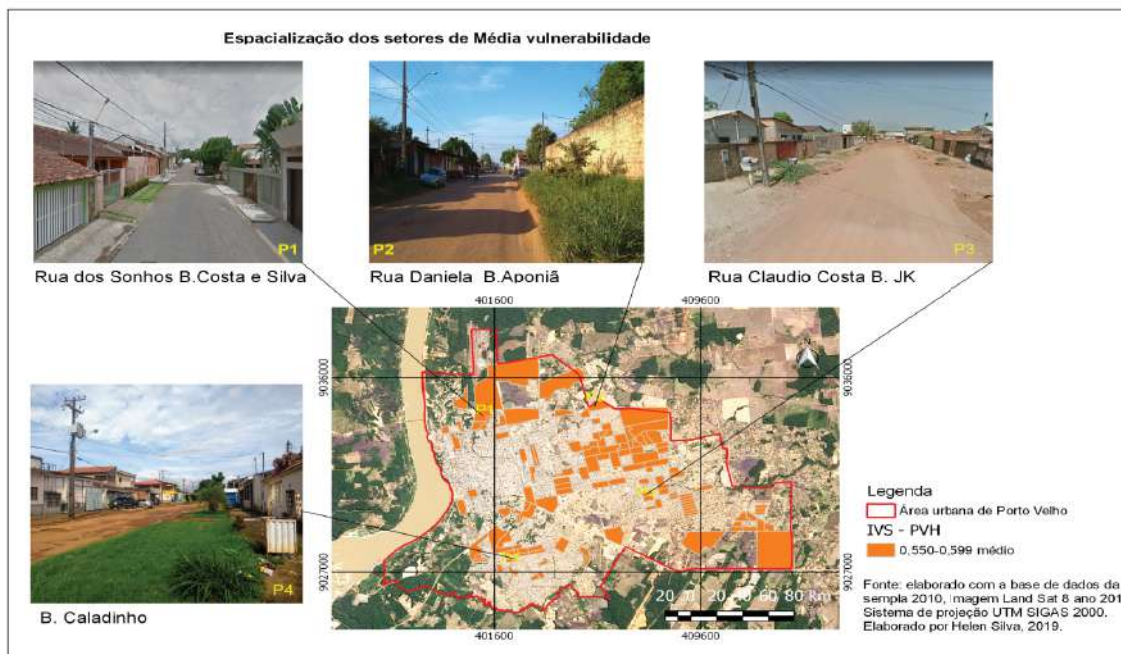 Espacialização dos setores de Média vulnerabilidade
P1
P2
P3
Rua dos Sonhos B.Costa e Silva
Rua Daniela B.Aponiã
Rua Claudio Costa B. JK
401600
409600
9036000
9036000
P4
B. Caladinho
9027000
9027000
20 0 20 40 60 80 Km
401600
409600
Legenda
Área urbana de Porto Velho
IVS - PVH
0,550-0,599 médio
Fonte: elaborado com a base de dados da
sempla 2010, Imagem Land Sat 8 ano 201
Sistema de projeção UTM SIGAS 2000.
Elaborado por Helen Silva, 2019.